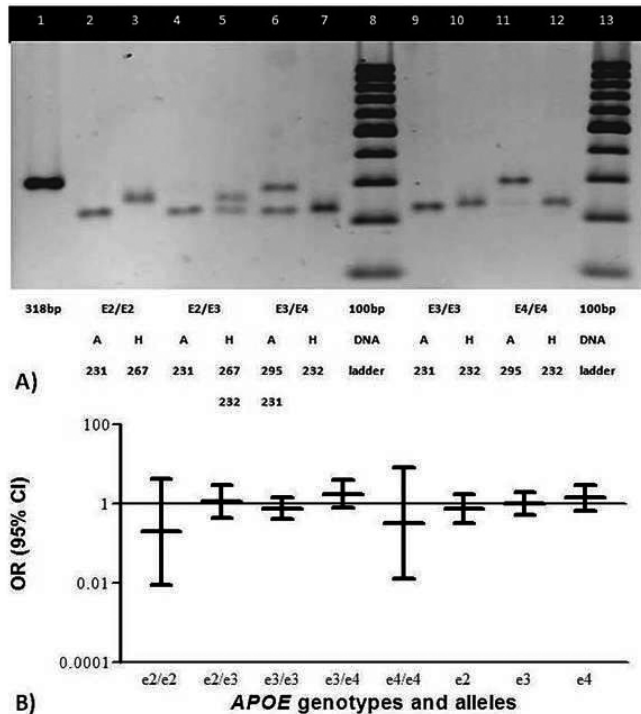 1 2 3 4 5 6 7 8 9 10 11 12 13
318bp E2/E2 E2/E3 E3/E4 100bp E3/E3 E4/E4 100bp
A H A H A H DNA A H A H DNA
231 267 231 267 295 232 ladder 231 232 295 232 ladder
232 231
A)
100
1
0.01
0.0001
OR (95% CI)
e2/e2 e2/e3 e3/e3 e3/e4 e4/e4 e2 e3 e4
APOE genotypes and alleles
B)